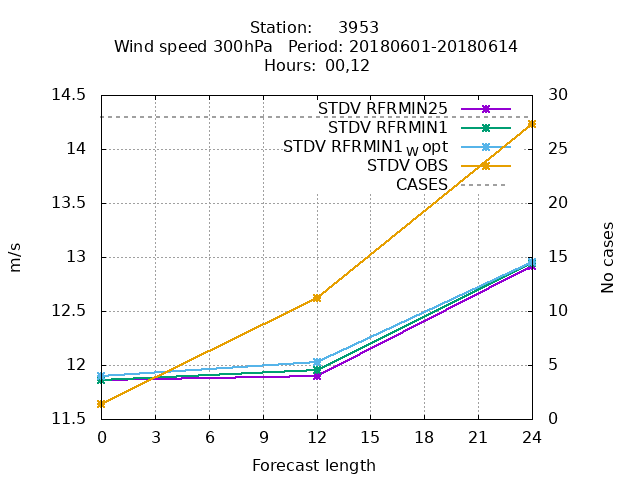 Station: 3953
Wind speed 300hPa Period: 20180601-20180614
Hours: 00,12
14.5
14
13.5
13
12.5
12
11.5
30
25
20
15
10
5
0
STDV RFRMIN25
STDV RFRMIN1
STDV RFRMIN1_W opt
STDV OBS
CASES
m/s
No cases
0 3 6 9 12 15 18 21 24
Forecast length